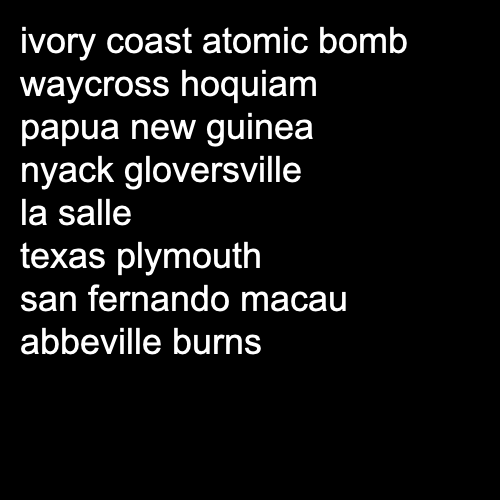 ivory coast atomic bomb
waycross hoquiam
papua new guinea
nyack gloversville
la salle
texas plymouth
san fernando macau
abbeville burns